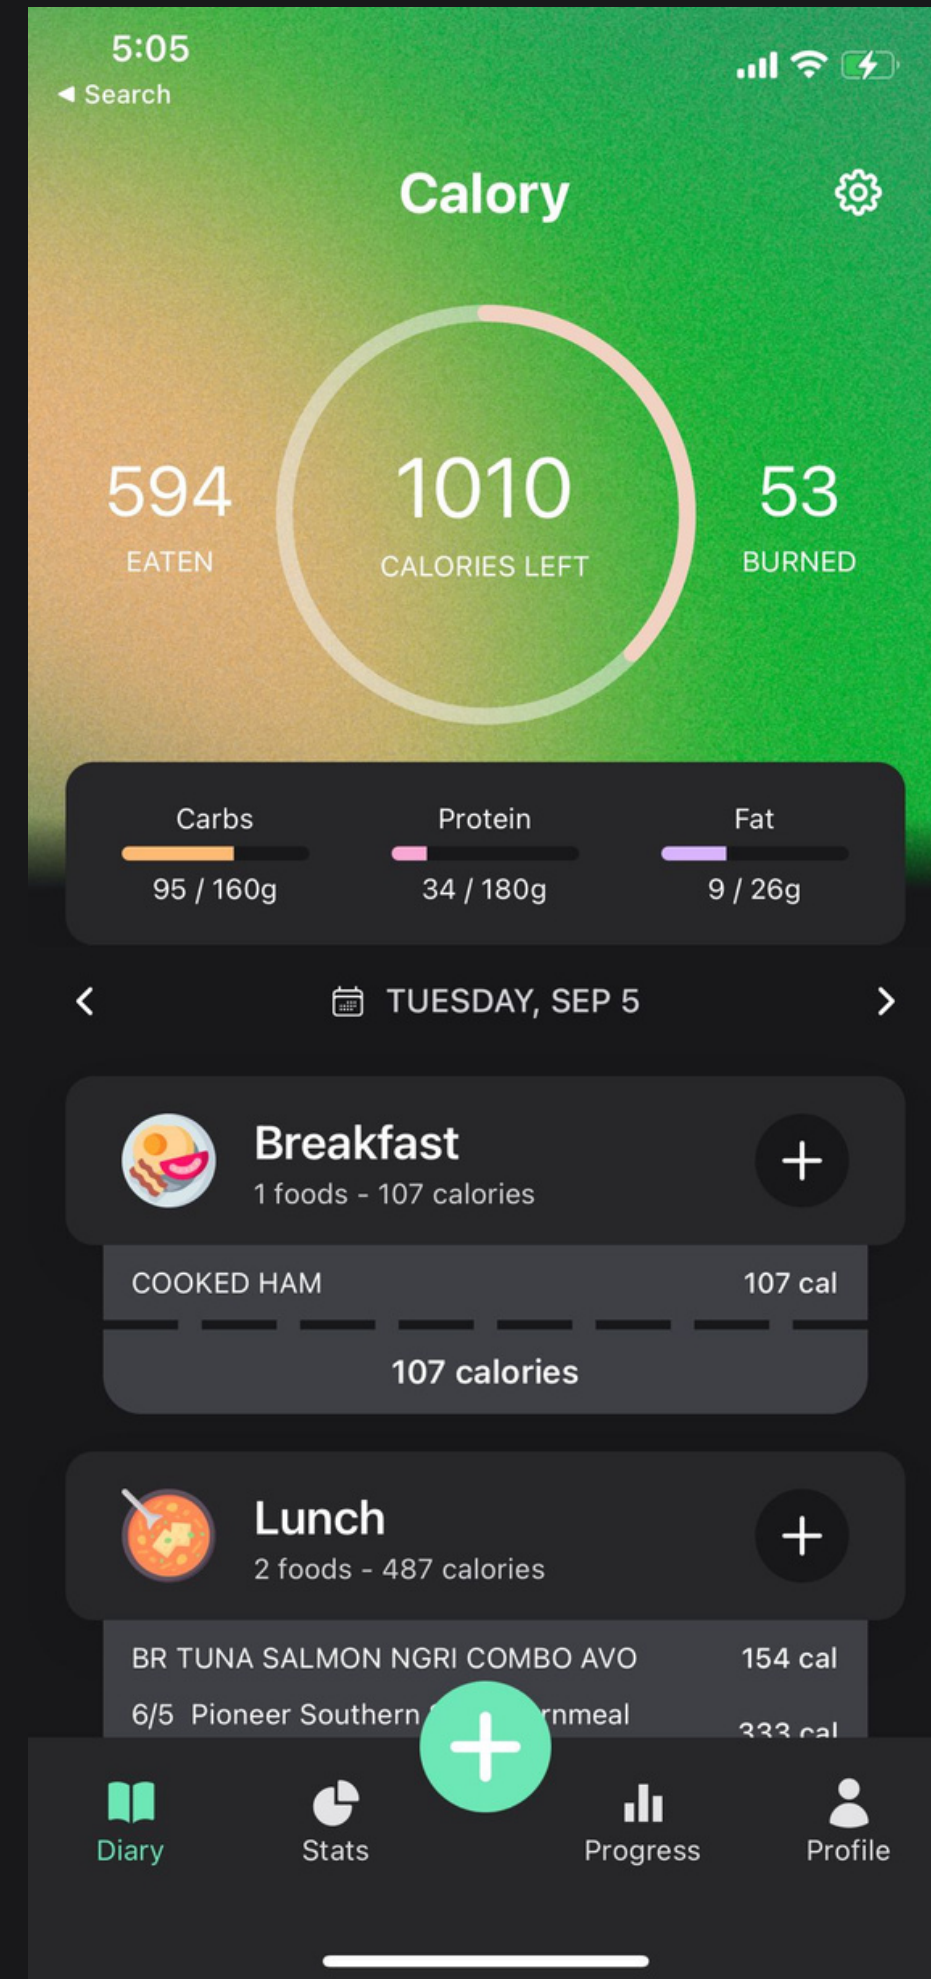 5:05
◀ Search
Calory
594
EATEN
1010
CALORIES LEFT
53
BURNED
Carbs
95 / 160g
Protein
34 / 180g
Fat
9 / 26g
TUESDAY, SEP 5
Breakfast
1 foods - 107 calories
COOKED HAM 107 cal
107 calories
Lunch
2 foods - 487 calories
BR TUNA SALMON NGRI COMBO AVO 154 cal
6/5 Pioneer Southern rnmeal
333 cal
Diary
Stats
Progress
Profile